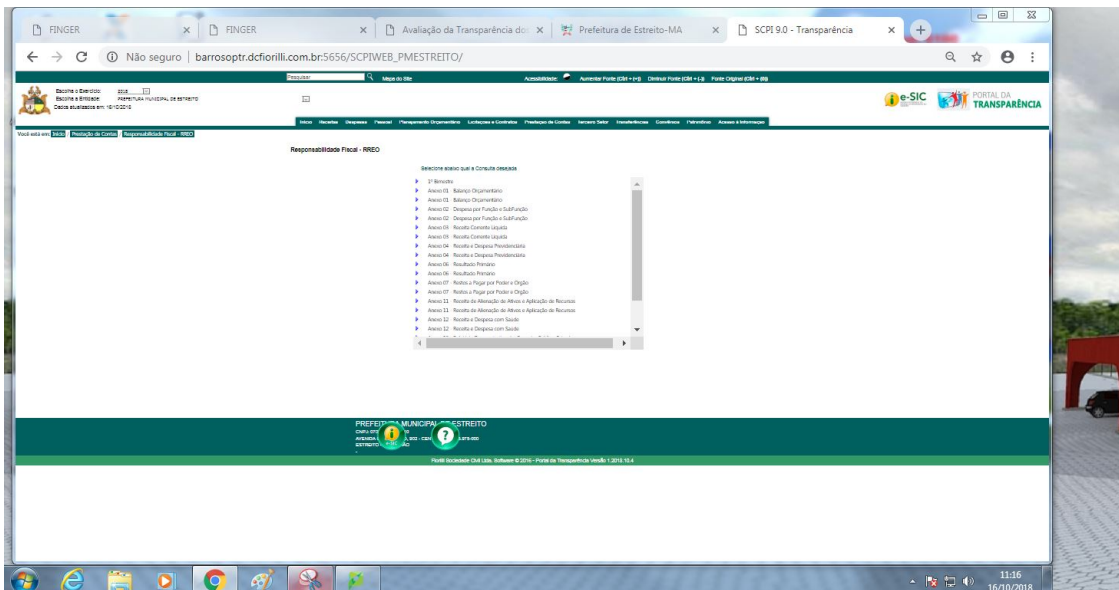 FINGER
FINGER
Avaliação da Transparência do
Prefeitura de Estreito-MA
SCPI 9.0 - Transparência
Não seguro | barrosoptr.dcfiorilli.com.br:5656/SCPIWEB_PMESTREITO/
Pesquisar
Mapa do Site
Acessibilidade: Aumentar Fonte (Ctrl + (+)) Diminuir Fonte (Ctrl + (-)) Fonte Original (Ctrl + (0))
Escolha o Exercício: 2018
Escolha a Entidade: PREFEITURA MUNICIPAL DE ESTREITO
Dados atualizados em: 16/10/2018
e-SIC
PORTAL DA
TRANSPARÊNCIA
Início Receitas Despesas Pessoal Planejamento Orçamentário Licitações e Contratos Prestação de Contas Terceiro Setor Transferências Convênios Patrimônio Acesso à Informação
Você está em: Início Prestação de Contas Responsabilidade Fiscal - RREO
Responsabilidade Fiscal - RREO
Selecione abaixo qual a Consulta desejada
1º Bimestre
Anexo 01 - Balanço Orçamentário
Anexo 01 - Balanço Orçamentário
Anexo 02 - Despesa por Função e SubFunção
Anexo 02 - Despesa por Função e SubFunção
Anexo 03 - Receita Corrente Líquida
Anexo 03 - Receita Corrente Líquida
Anexo 04 - Receita e Despesa Previdenciária
Anexo 04 - Receita e Despesa Previdenciária
Anexo 06 - Resultado Primário
Anexo 06 - Resultado Primário
Anexo 07 - Restos a Pagar por Poder e Orgão
Anexo 07 - Restos a Pagar por Poder e Orgão
Anexo 11 - Receita de Alienação de Ativos e Aplicação de Recursos
Anexo 11 - Receita de Alienação de Ativos e Aplicação de Recursos
Anexo 12 - Receita e Despesa com Saúde
Anexo 12 - Receita e Despesa com Saúde
PREFEITURA MUNICIPAL DE ESTREITO
Fiorilli Sociedade Civil Ltda. Software © 2016 - Portal da Transparência Versão 1.2018.10.4
11:16
16/10/2018